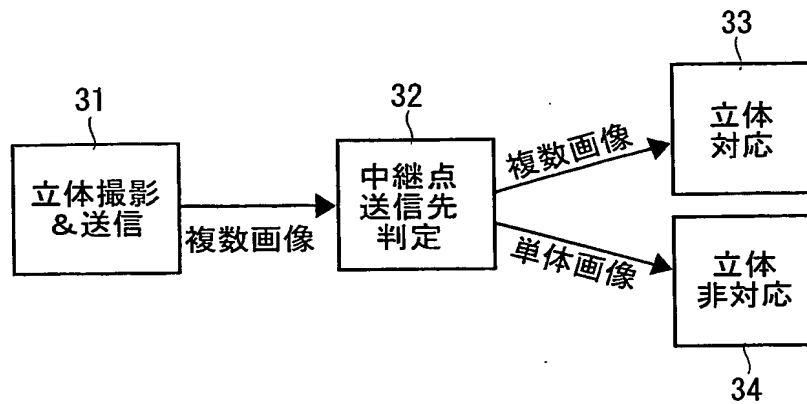 31
立体撮影
&送信
複数画像
32
中継点
送信先
判定
複数画像
単体画像
33
立体
対応
立体
非対応
34